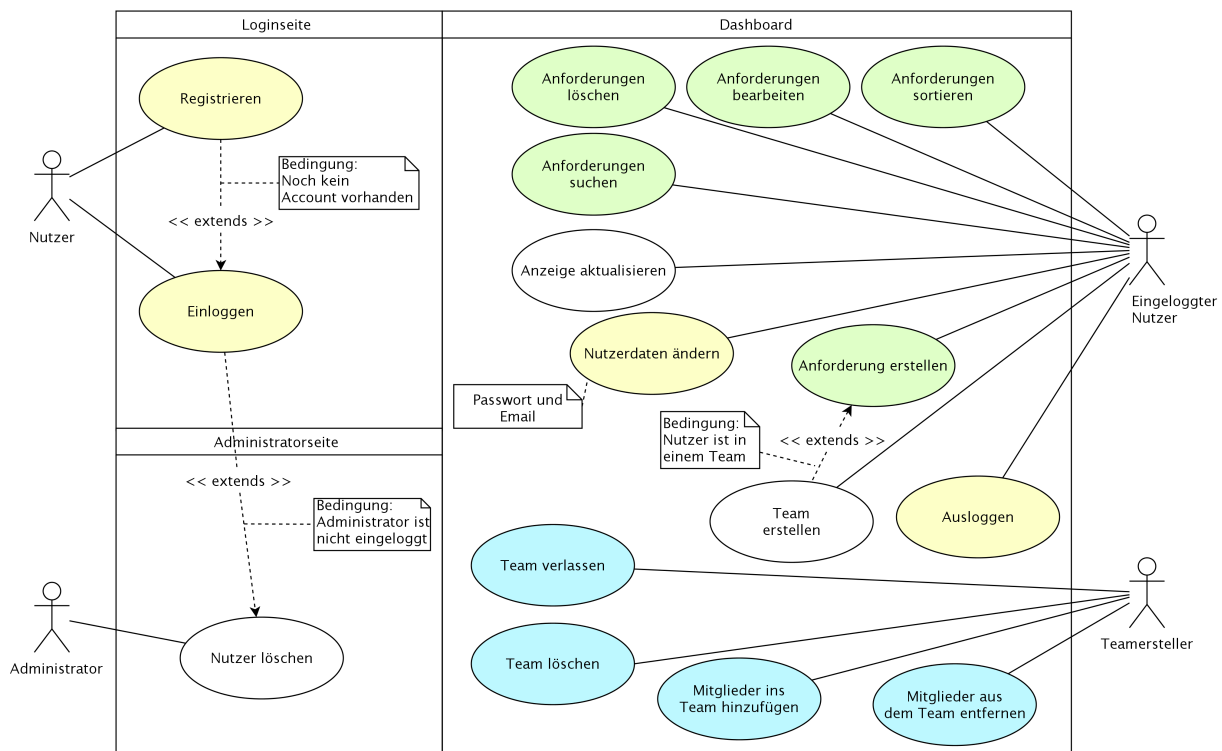 Loginseite
Dashboard
Registrieren
Bedingung:
Noch kein
Account vorhanden
<< extends >>
Nutzer
Einloggen
Administratorseite
<< extends >>
Bedingung:
Administrator ist
nicht eingeloggt
Administrator
Nutzer löschen
Anforderungen
löschen
Anforderungen
bearbeiten
Anforderungen
sortieren
Anforderungen
suchen
Anzeige aktualisieren
Eingeloggter
Nutzer
Nutzerdaten ändern
Anforderung erstellen
Passwort und
Email
Bedingung:
Nutzer ist in
einem Team
<< extends >>
Team
erstellen
Ausloggen
Team verlassen
Teamersteller
Team löschen
Mitglieder ins
Team hinzufügen
Mitglieder aus
dem Team entfernen